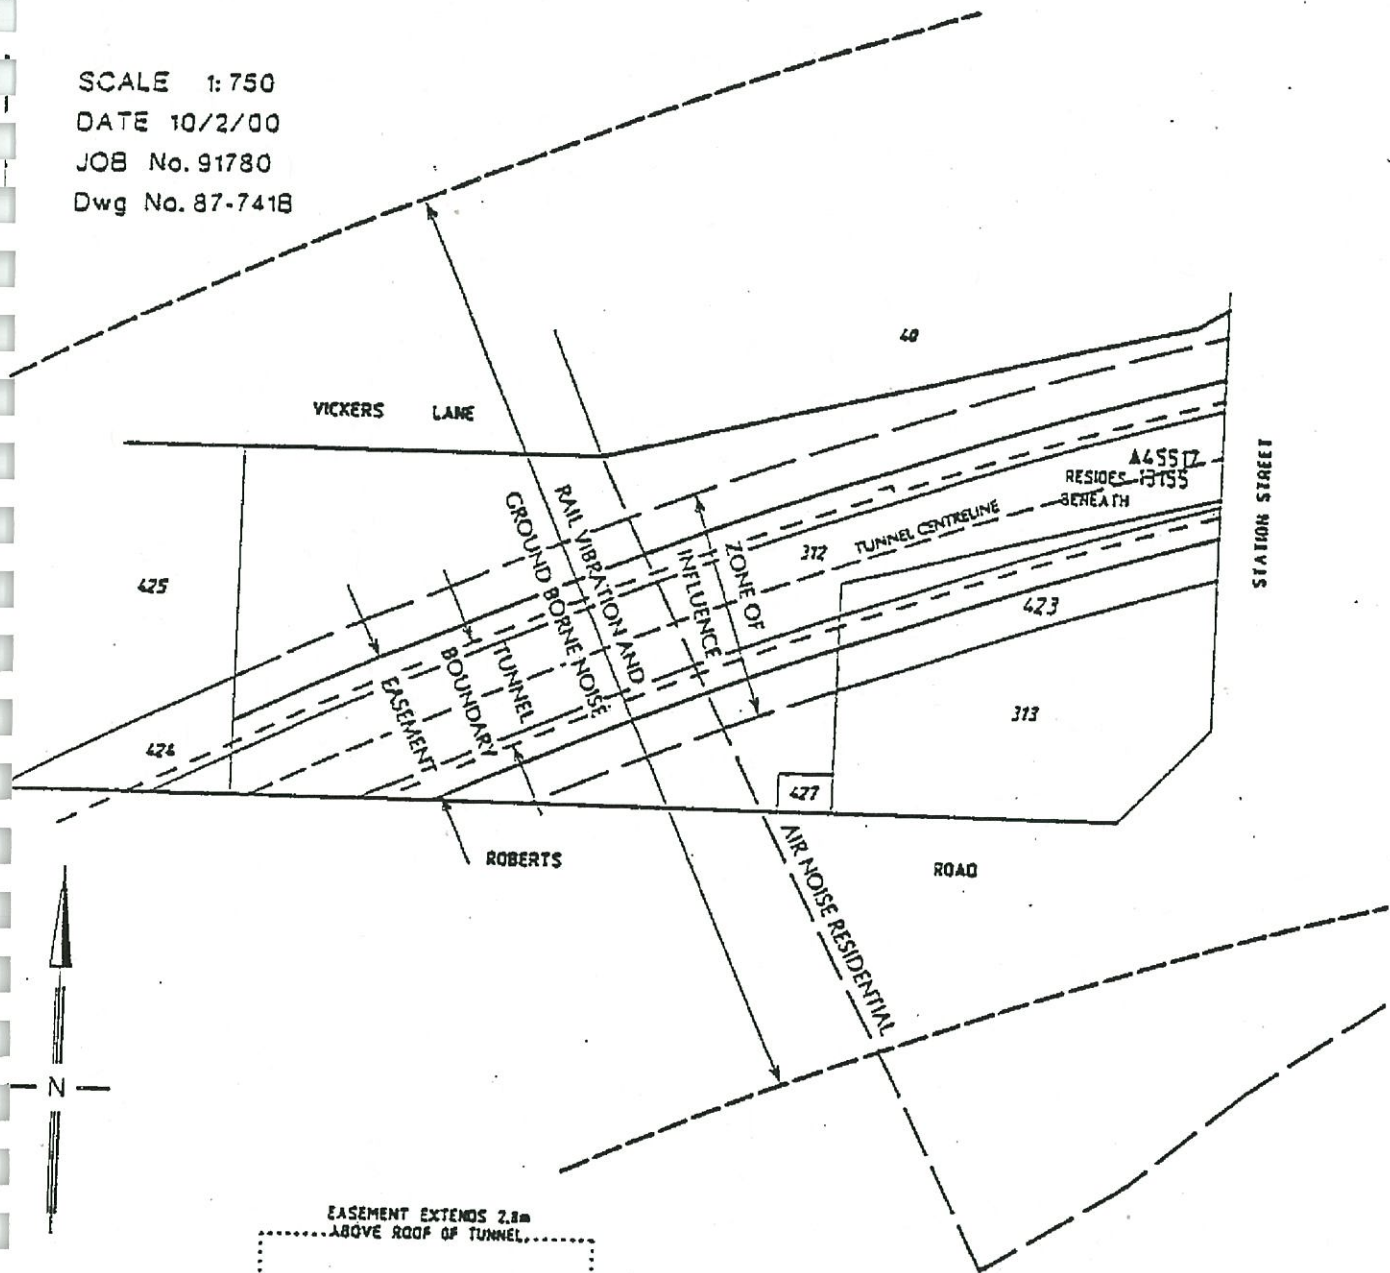 SCALE 1:750
DATE 10/2/00
JOB No. 91780
Dwg No. 87-741B
40
VICKERS LANE
425
424
RAIL VIBRATION AND
GROUND BORNE NOISE
ZONE OF
INFLUENCE
TUNNEL
BOUNDARY
EASEMENT
312
TUNNEL CENTRELINE
RESIDES
BENEATH
423
313
427
STATION STREET
ROBERTS ROAD
AIR NOISE RESIDENTIAL
N
EASEMENT EXTENDS 2.8m
ABOVE ROOF OF TUNNEL